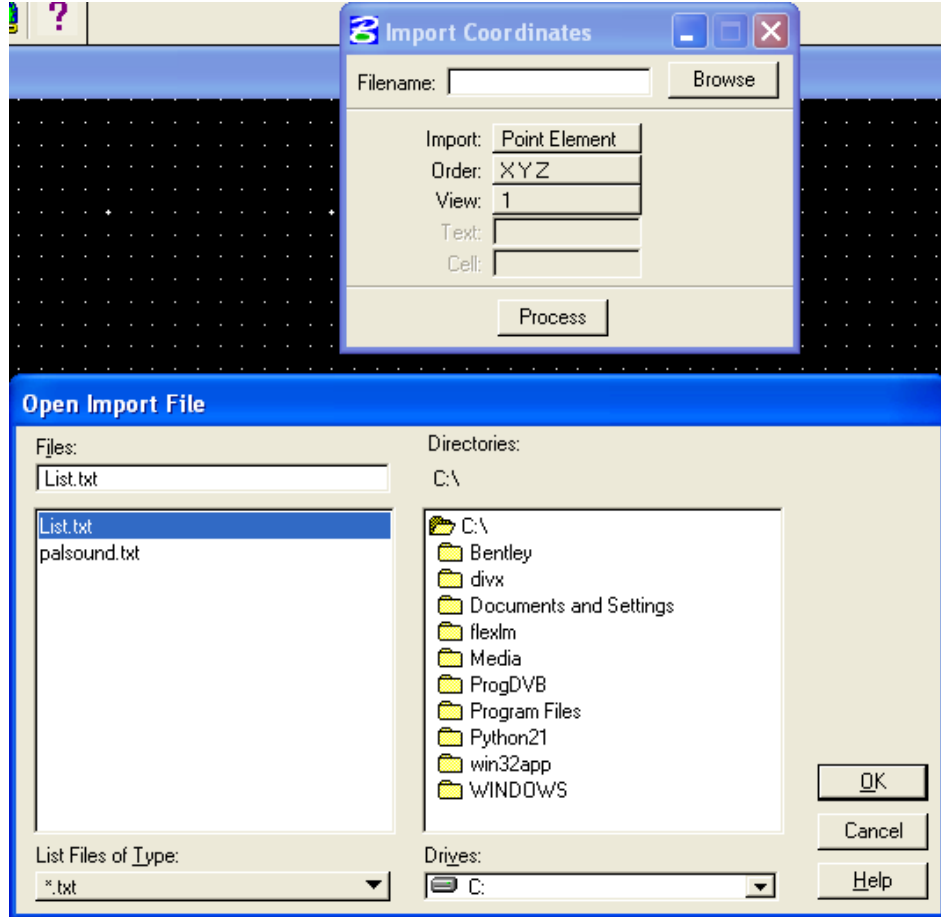 ?
Import Coordinates
Filename:
Browse
Import: Point Element
Order: X Y Z
View: 1
Text:
Cell:
Process
Open Import File
Files:
List.txt
List.txt
palsound.txt
List Files of Type:
*.txt
Directories:
C:\
C:\
Bentley
divx
Documents and Settings
flexlm
Media
ProgDVB
Program Files
Python21
win32app
WINDOWS
Drives:
C:
OK
Cancel
Help